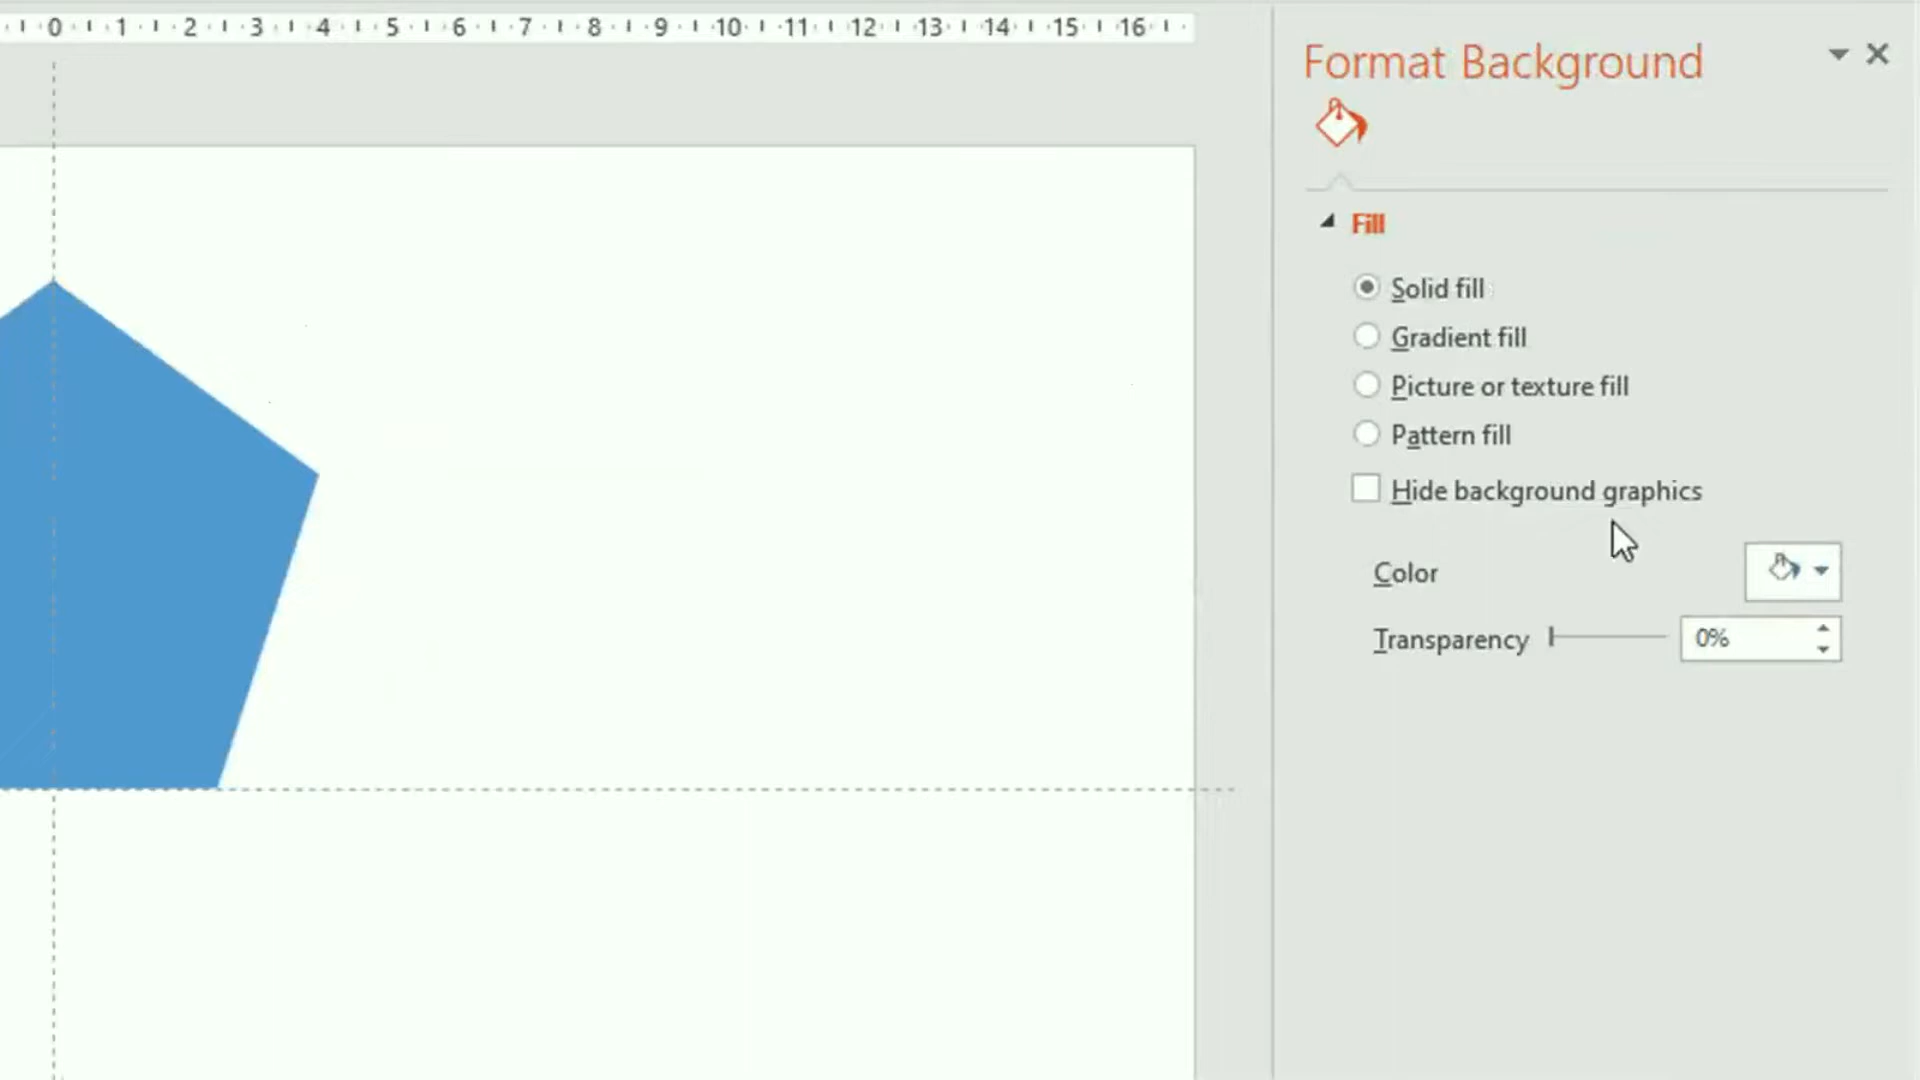 0 1 2 3 4 5 6 7 8 9 10 11 12 13 14 15 16
Format Background
Fill
Solid fill
Gradient fill
Picture or texture fill
Pattern fill
Hide background graphics
Color
Transparency 0%